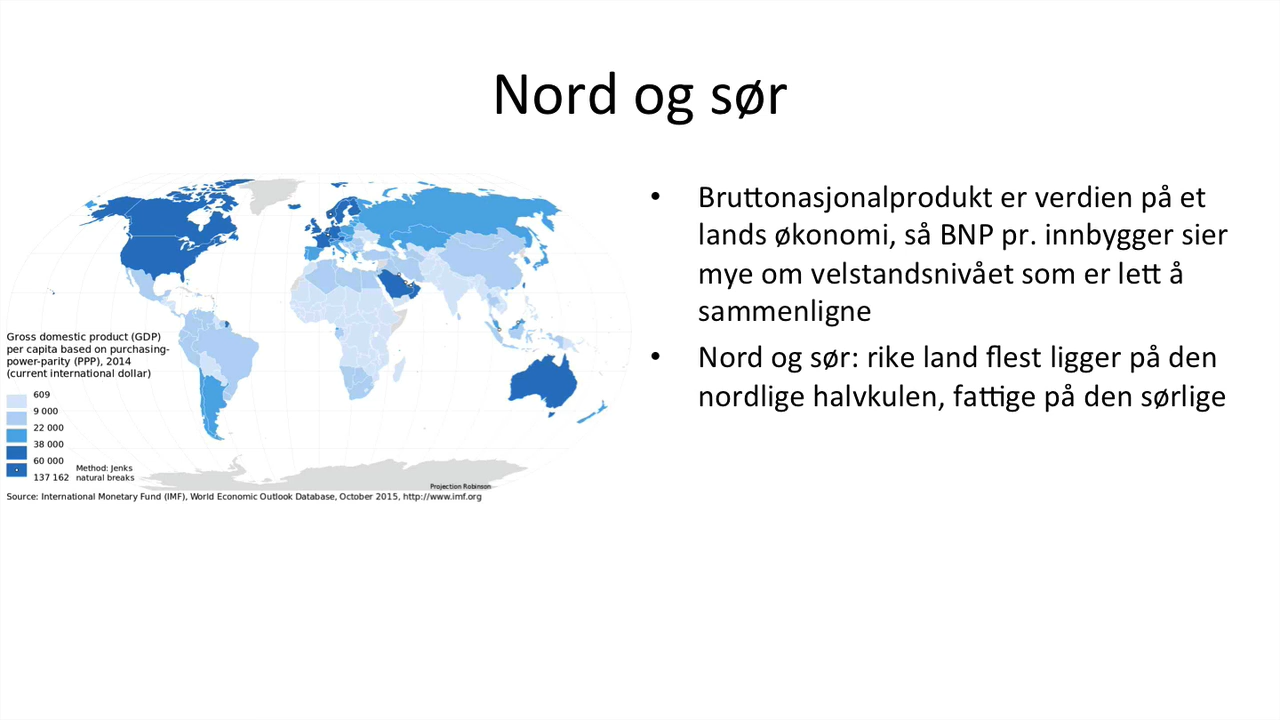 Nord og sør
• Bruttonasjonalprodukt er verdien på et
lands økonomi, så BNP pr. innbygger sier
mye om velstandsnivået som er lett å
sammenligne
• Nord og sør: rike land flest ligger på den
nordlige halvkulen, fattige på den sørlige
Gross domestic product (GDP)
per capita based on purchasing-
power-parity (PPP), 2014
(current international dollar)
609
9 000
22 000
38 000
60 000
137 162
Method: Jenks
natural breaks
Projection Robinson
Source: International Monetary Fund (IMF), World Economic Outlook Database, October 2015, http://www.imf.org